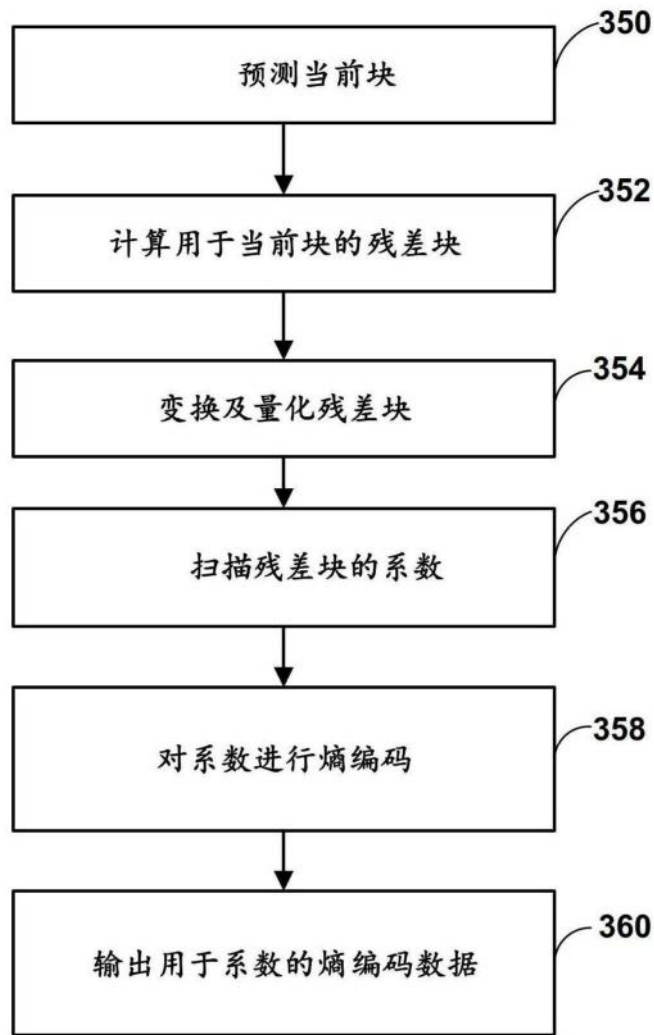 350
预测当前块
352
计算用于当前块的残差块
354
变换及量化残差块
356
扫描残差块的系数
358
对系数进行熵编码
360
输出用于系数的熵编码数据